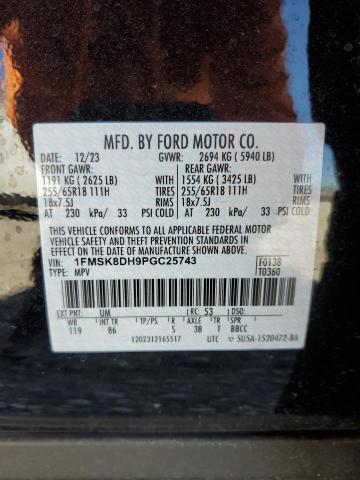 MFD. BY FORD MOTOR CO.
12/23 GVWR: 2694 KG ( 5940 LB)
FRONT GAWR: REAR GAWR:
1191 KG ( 2625 LB) WITH 1554 KG ( 3425 LB) WITH
255/65R18 111H TIRES 255/65R18 111H TIRES
18x7.5J RIMS 18x7.5J RIMS
AT 230 kPa/ 33 PSI COLD AT 230 kPa/ 33 PSI COLD
THIS VEHICLE CONFORMS TO ALL APPLICABLE FEDERAL MOTOR
VEHICLE SAFETY AND THEFT PREVENTION STANDARDS IN
EFFECT ON THE DATE OF MANUFACTURE SHOWN ABOVE.
VIN: 1FMSK8DH9PGC25743 F0138
TYPE: MPV T0360
EXT PNT: UM RC: 53 DSO:
WB INT TR TP/PS R AXLE TR SPR
119 B6 S 3B T BBCC
1202312165517 UTC 5U5A-1520472-BA